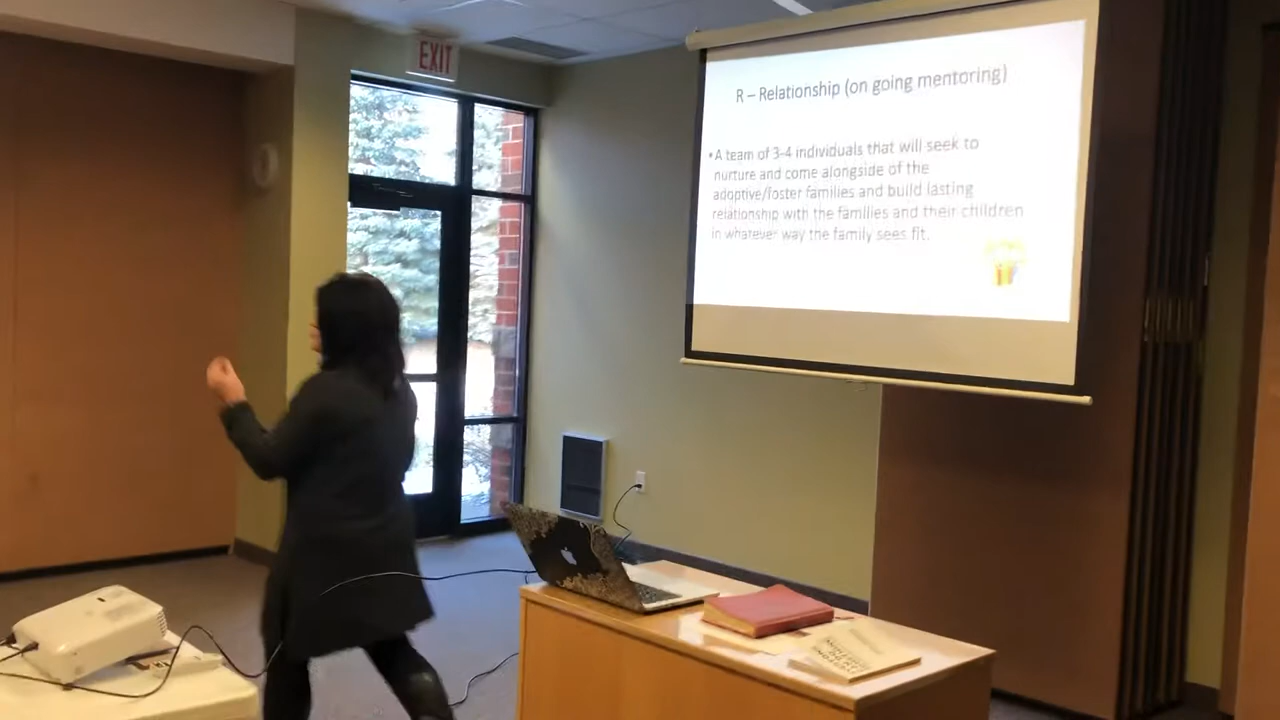 EXIT
R – Relationship (on going mentoring)
•A team of 3-4 individuals that will seek to
nurture and come alongside of the
adoptive/foster families and build lasting
relationship with the families and their children
in whatever way the family sees fit.